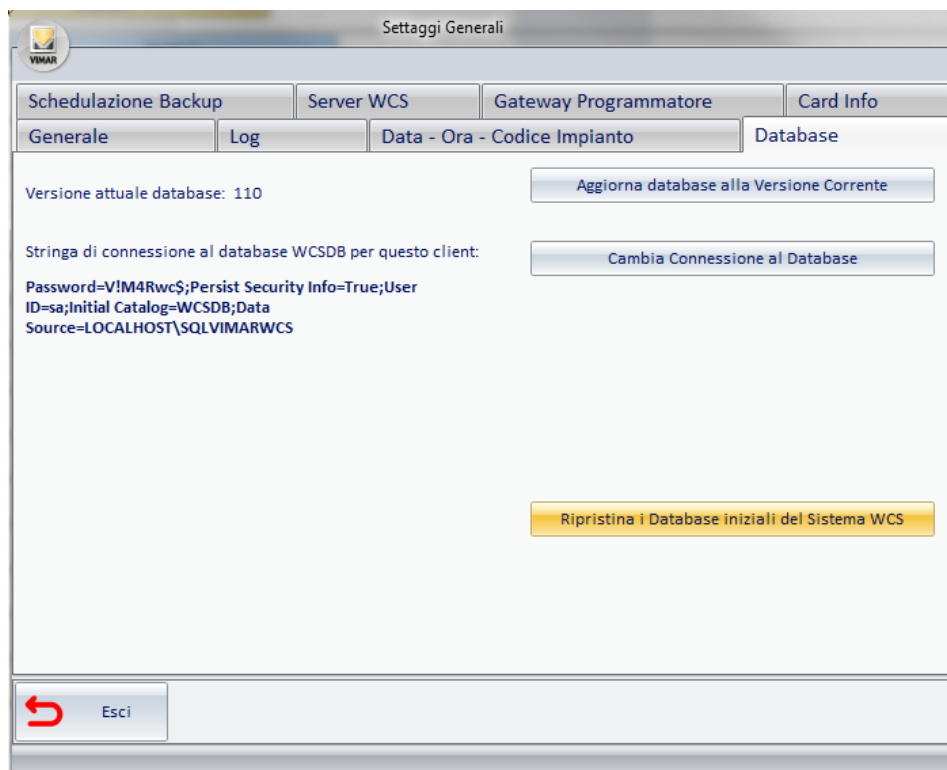 Settaggi Generali
VIMAR
Schedulazione Backup
Server WCS
Gateway Programmatore
Card Info
Generale
Log
Data - Ora - Codice Impianto
Database
Versione attuale database: 110
Aggiorna database alla Versione Corrente
Stringa di connessione al database WCSDB per questo client:
Cambia Connessione al Database
Password=V!M4Rwc$;Persist Security Info=True;User
ID=sa;Initial Catalog=WCSDB;Data
Source=LOCALHOST\SQLVIMARWCS
Ripristina i Database iniziali del Sistema WCS
Esci